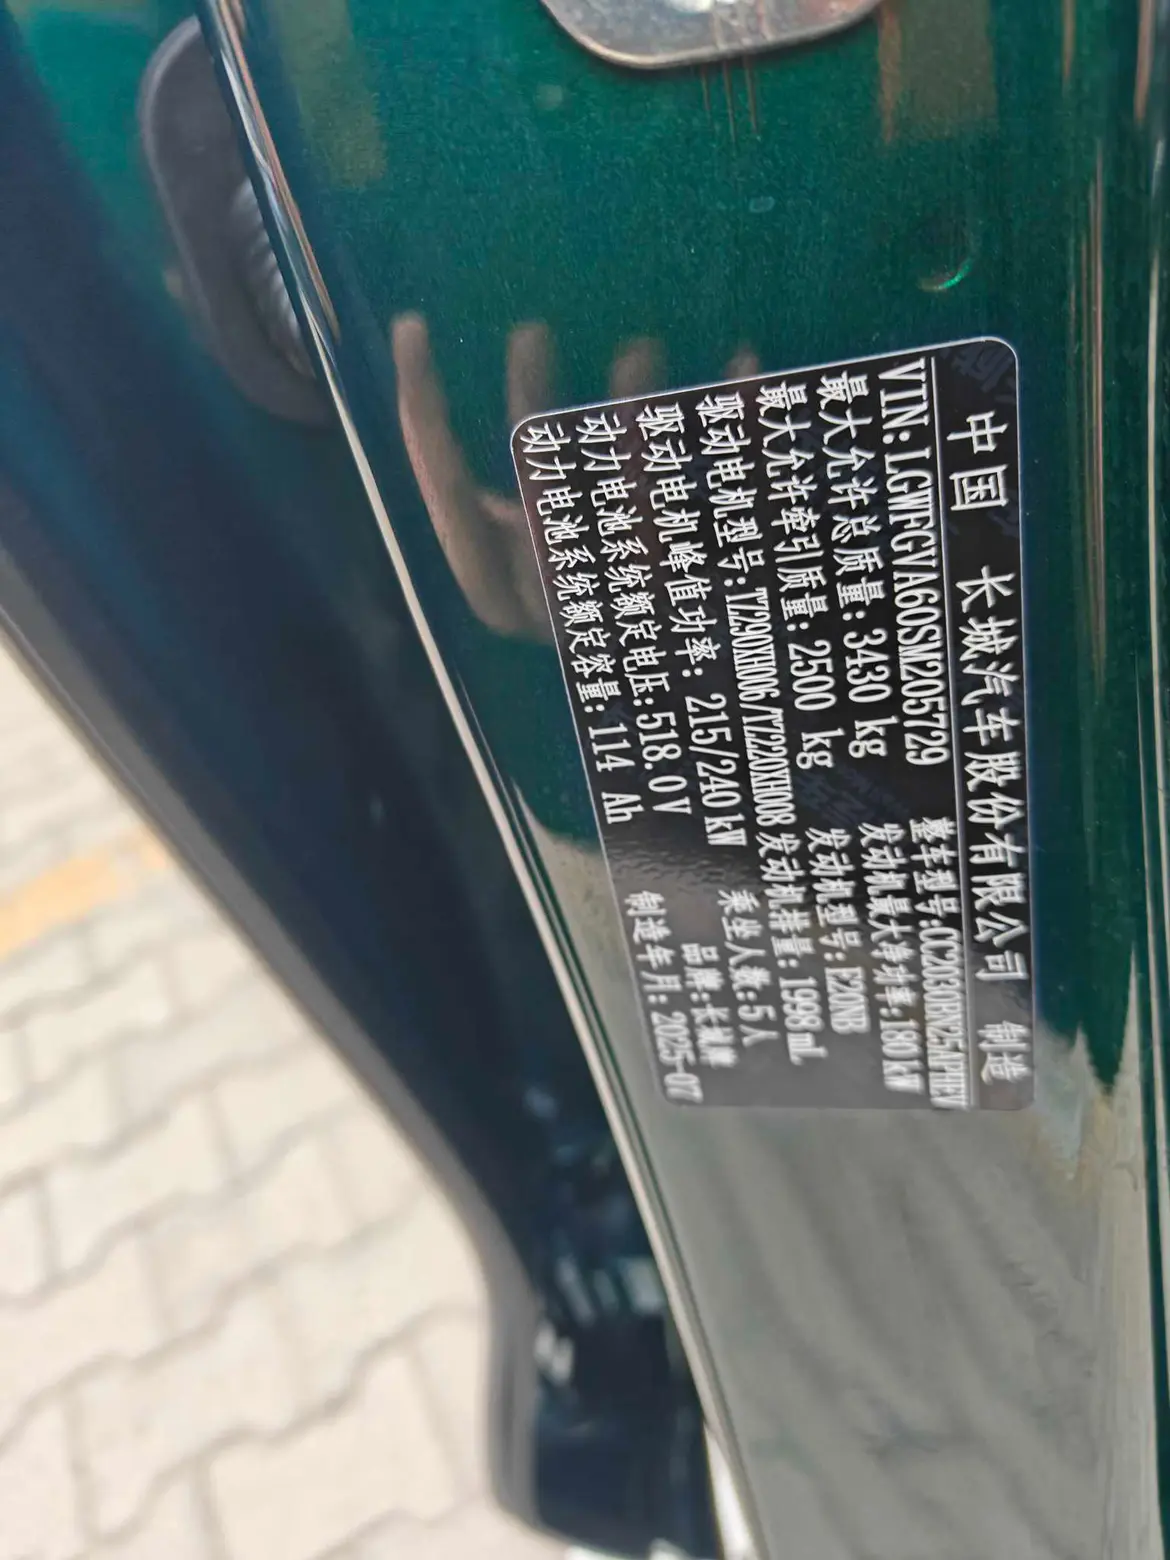 中国 长城汽车股份有限公司 制造
VIN:LGWFGVA60SM205729 整车型号:CC2030BN25APHEV
最大允许总质量:3430 kg 发动机最大净功率:180 kW
最大允许牵引质量:2500 kg 发动机型号:E20NB
驱动电机型号:TZ290XH006/TZ220XH008 发动机排量:1998 mL
驱动电机峰值功率:215/240 kW 乘坐人数:5人
动力电池系统额定电压:518.0 V 品牌:长城牌
动力电池系统额定容量:114 Ah 制造年月:2025-07